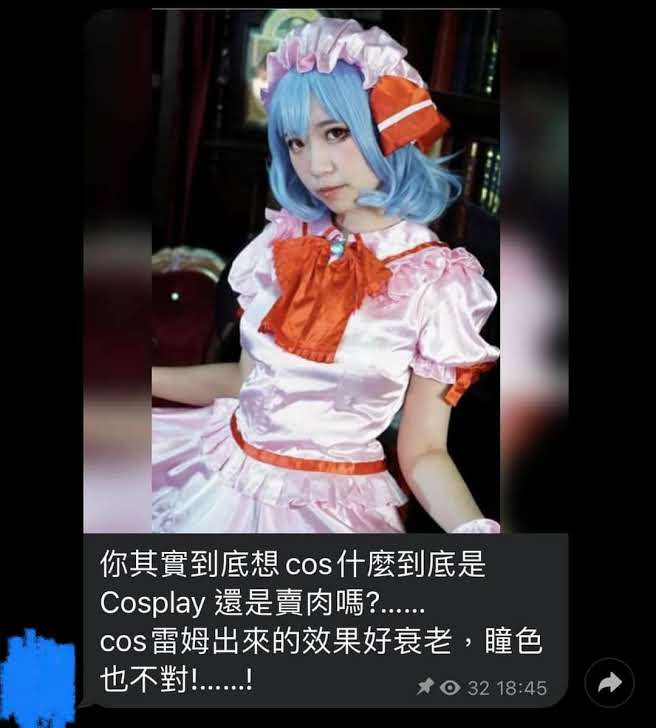 你其實到底想cos什麼到底是
Cosplay 還是賣肉嗎?......
cos雷姆出來的效果好衰老，瞳色
也不對!......!
32 18:45